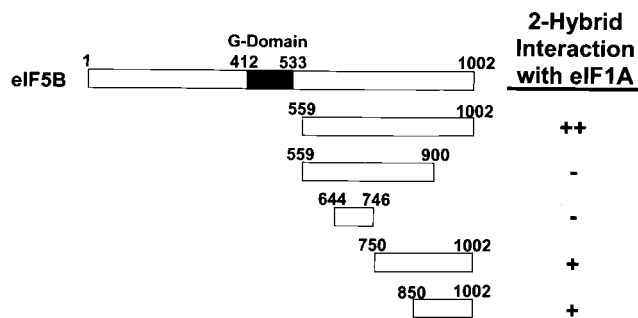 2-Hybrid
Interaction
with eIF1A
G-Domain
1 412 533 1002
eIF5B
559 1002
++
559 900
-
644 746
-
750 1002
+
850 1002
+